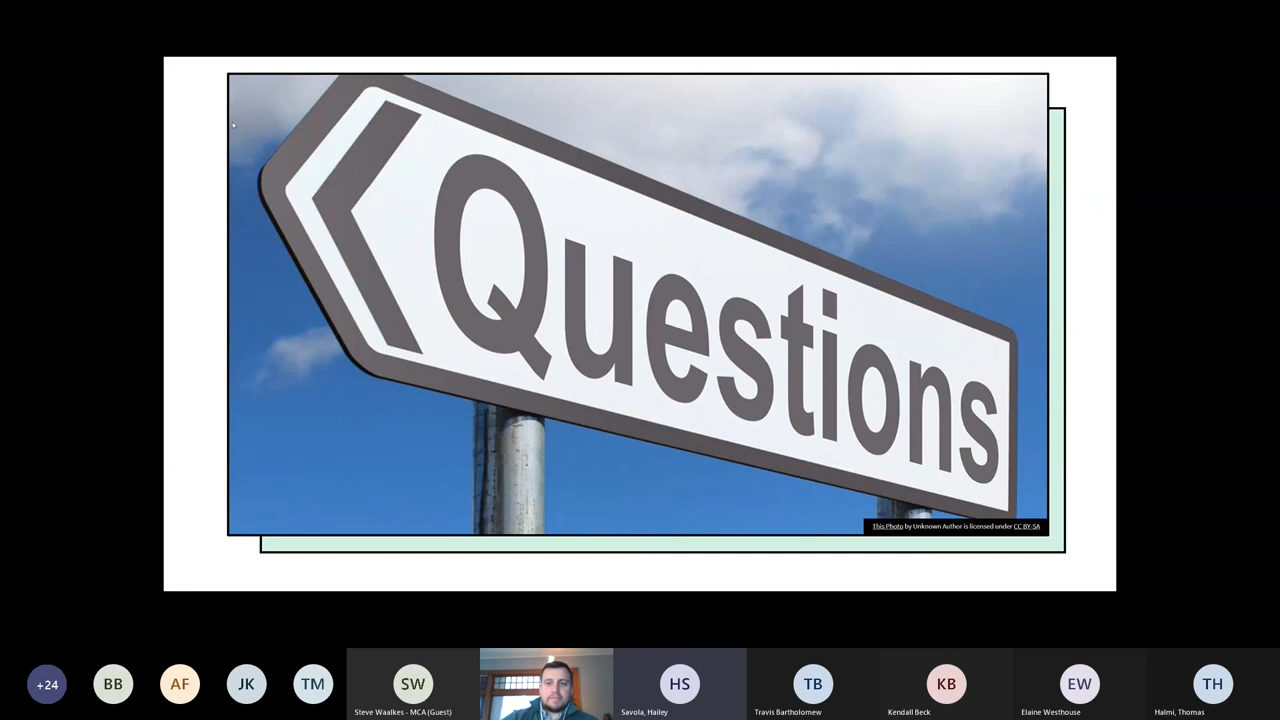 Questions
This Photo by Unknown Author is licensed under CC BY-SA
+24
BB
AF
JK
TM
SW
HS
TB
KB
EW
TH
Steve Waalkes - MCA (Guest)
Savola, Hailey
Travis Bartholomew
Kendall Beck
Elaine Westhouse
Halmi, Thomas